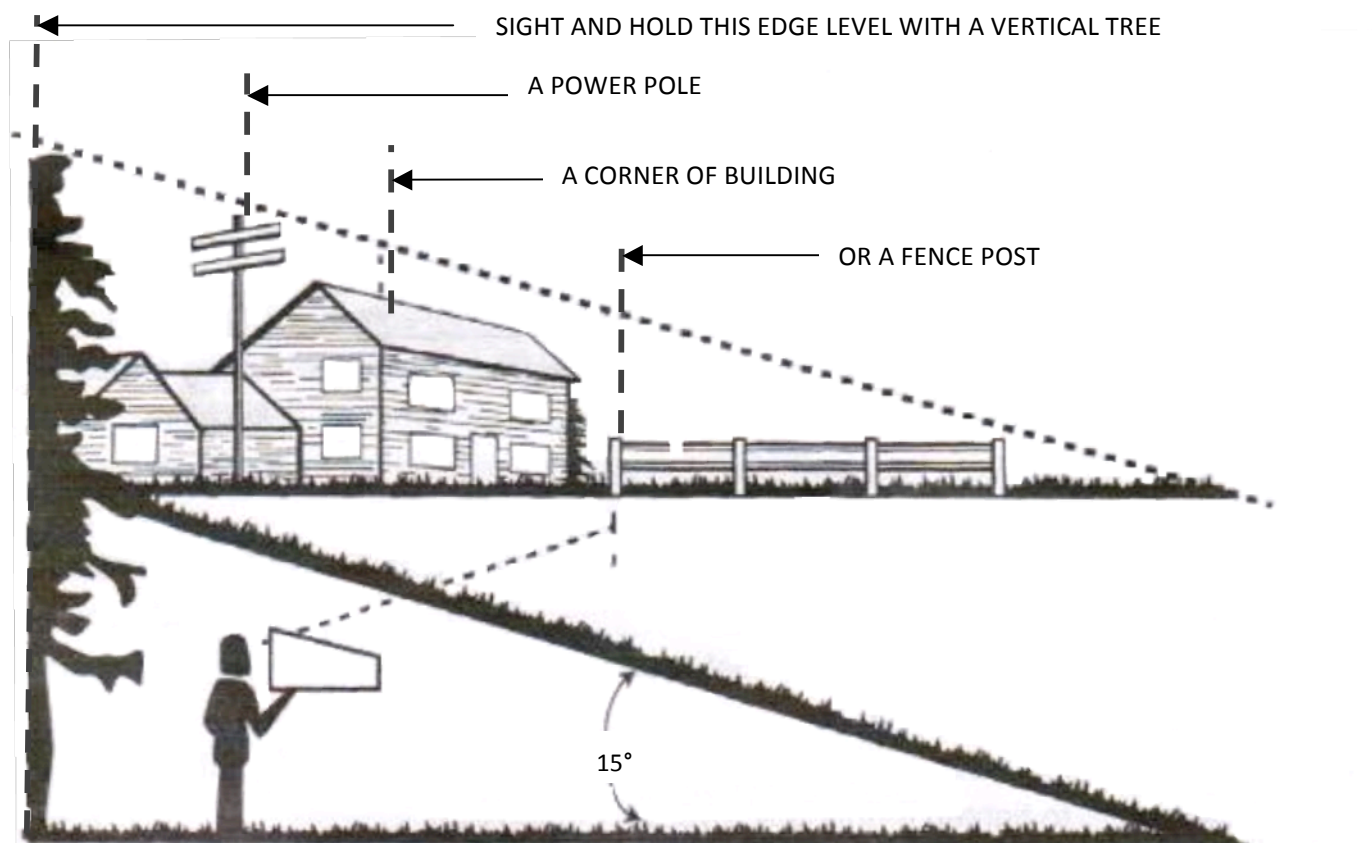 SIGHT AND HOLD THIS EDGE LEVEL WITH A VERTICAL TREE
A POWER POLE
A CORNER OF BUILDING
OR A FENCE POST
15°